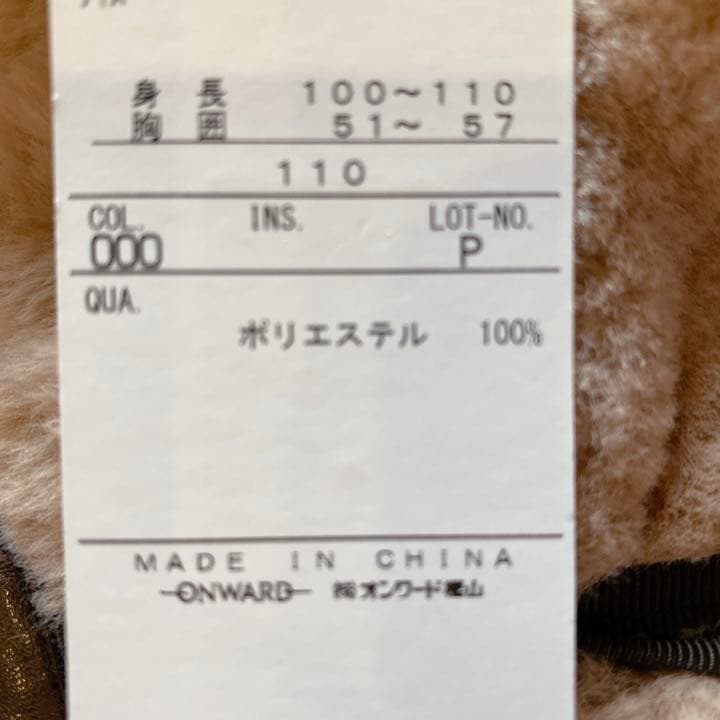 身長 100～110
胸囲 51～ 57
110
COL. INS. LOT-NO.
000 P
QUA.
ポリエステル 100%
MADE IN CHINA
ONWARD ㈱オンワード樫山